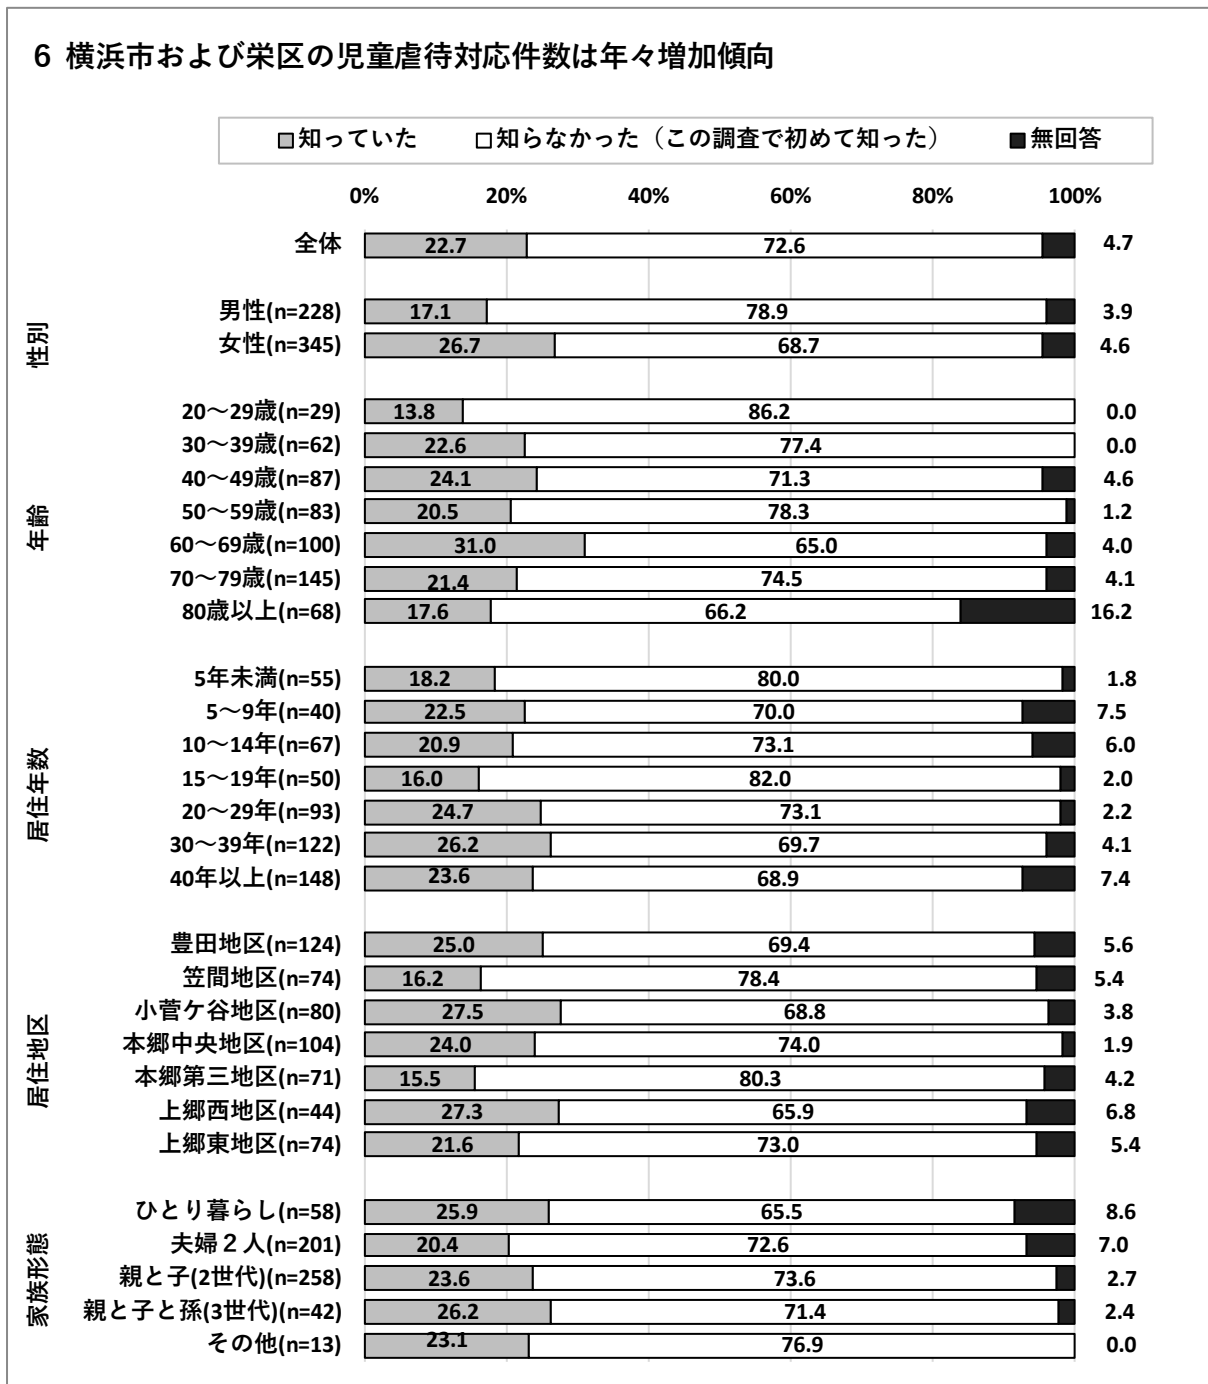 6 横浜市および栄区の児童虐待対応件数は年々増加傾向
知っていた 知らなかった（この調査で初めて知った） 無回答
0% 20% 40% 60% 80% 100%
全体 22.7 72.6 4.7
性別
男性(n=228) 17.1 78.9 3.9
女性(n=345) 26.7 68.7 4.6
年齢
20～29歳(n=29) 13.8 86.2 0.0
30～39歳(n=62) 22.6 77.4 0.0
40～49歳(n=87) 24.1 71.3 4.6
50～59歳(n=83) 20.5 78.3 1.2
60～69歳(n=100) 31.0 65.0 4.0
70～79歳(n=145) 21.4 74.5 4.1
80歳以上(n=68) 17.6 66.2 16.2
居住年数
5年未満(n=55) 18.2 80.0 1.8
5～9年(n=40) 22.5 70.0 7.5
10～14年(n=67) 20.9 73.1 6.0
15～19年(n=50) 16.0 82.0 2.0
20～29年(n=93) 24.7 73.1 2.2
30～39年(n=122) 26.2 69.7 4.1
40年以上(n=148) 23.6 68.9 7.4
居住地区
豊田地区(n=124) 25.0 69.4 5.6
笠間地区(n=74) 16.2 78.4 5.4
小菅ケ谷地区(n=80) 27.5 68.8 3.8
本郷中央地区(n=104) 24.0 74.0 1.9
本郷第三地区(n=71) 15.5 80.3 4.2
上郷西地区(n=44) 27.3 65.9 6.8
上郷東地区(n=74) 21.6 73.0 5.4
家族形態
ひとり暮らし(n=58) 25.9 65.5 8.6
夫婦２人(n=201) 20.4 72.6 7.0
親と子(2世代)(n=258) 23.6 73.6 2.7
親と子と孫(3世代)(n=42) 26.2 71.4 2.4
その他(n=13) 23.1 76.9 0.0